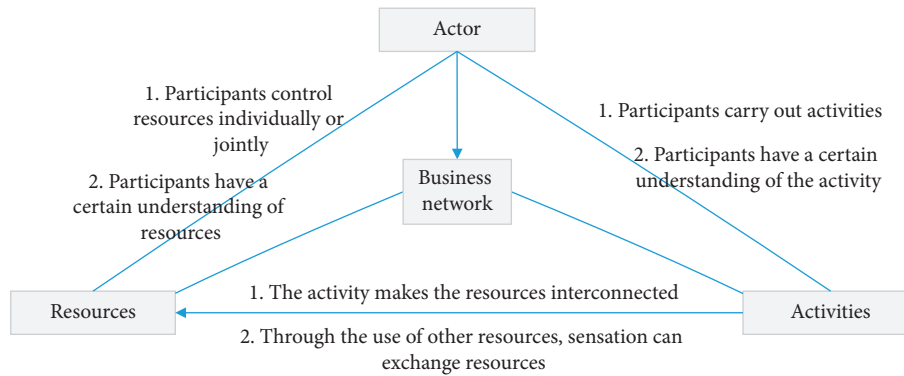 Actor
1. Participants control
resources individually or
jointly
2. Participants have a
certain understanding of
resources
1. Participants carry out activities
2. Participants have a certain
understanding of the activity
Business
network
Resources
1. The activity makes the resources interconnected
2. Through the use of other resources, sensation can
exchange resources
Activities